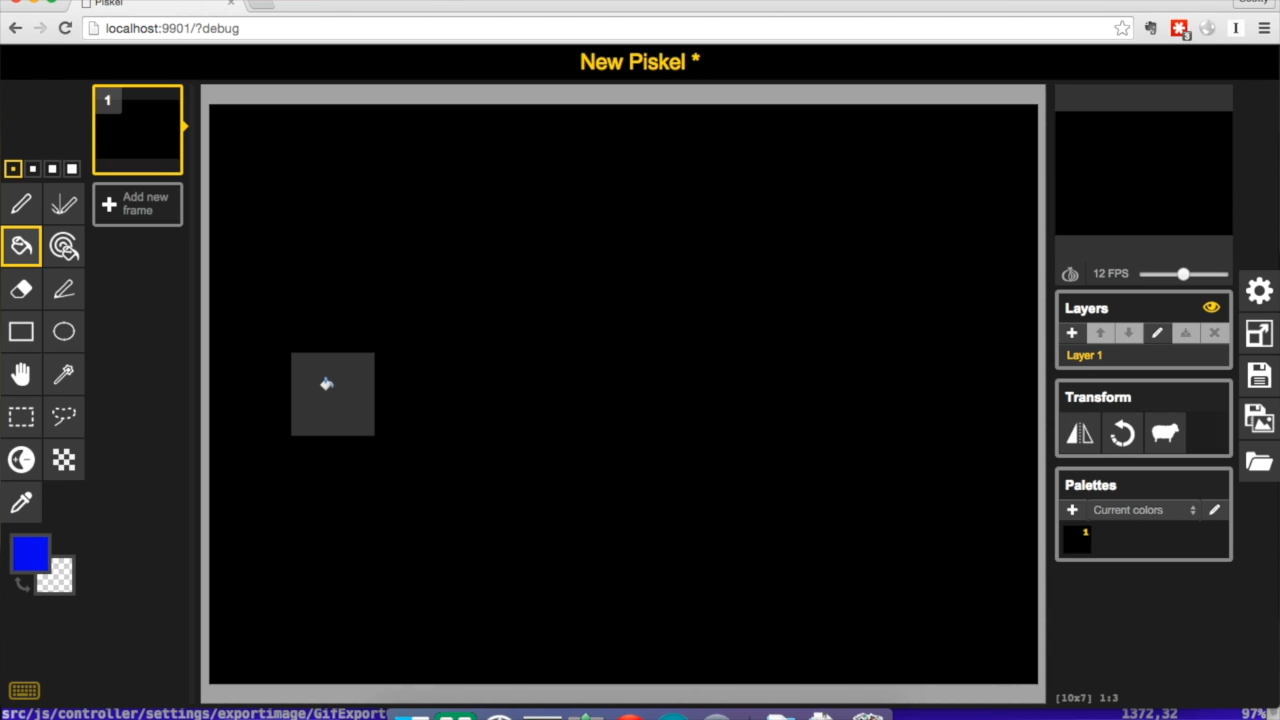 Piskel
localhost:9901/?debug
3
New Piskel *
1
Add new
frame
12 FPS
Layers
Layer 1
Transform
Palettes
Current colors
1
[10x7] 1:3
src/js/controller/settings/exportimage/GifExport
1372,32
97%